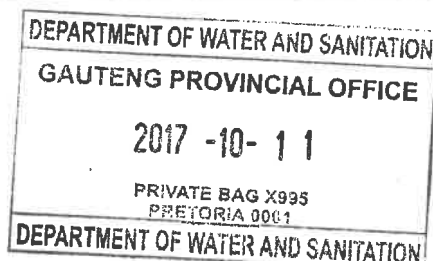 DEPARTMENT OF WATER AND SANITATION
GAUTENG PROVINCIAL OFFICE
2017 -10- 11
PRIVATE BAG X995
PRETORIA 0001
DEPARTMENT OF WATER AND SANITATION